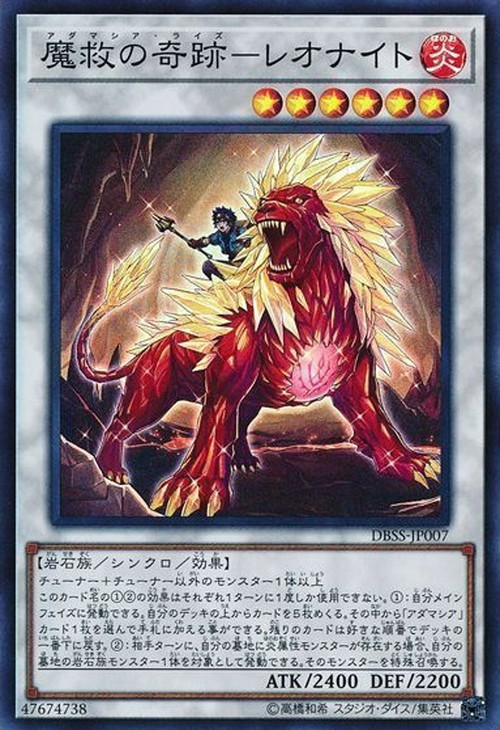 アダマシア・ライズ
魔救の奇跡－レオナイト
ほのお
炎
DBSS-JP007
【岩石族／シンクロ／効果】
チューナー＋チューナー以外のモンスター1体以上
このカード名の①②の効果はそれぞれ1ターンに1度しか使用できない。①：自分メイン
フェイズに発動できる。自分のデッキの上からカードを5枚めくる。その中から「アダマシア」
カード1枚を選んで手札に加える事ができる。残りのカードは好きな順番でデッキの
一番下に戻す。②：相手ターンに、自分の墓地に炎属性モンスターが存在する場合、自分の
墓地の岩石族モンスター1体を対象として発動できる。そのモンスターを特殊召喚する。
ATK/2400 DEF/2200
47674738
©高橋和希 スタジオ・ダイス/集英社